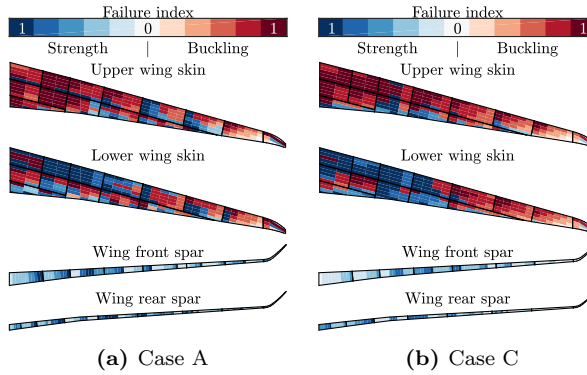 Failure index
1 0 1
Strength | Buckling
Upper wing skin
Lower wing skin
Wing front spar
Wing rear spar
(a) Case A
Failure index
1 0 1
Strength | Buckling
Upper wing skin
Lower wing skin
Wing front spar
Wing rear spar
(b) Case C